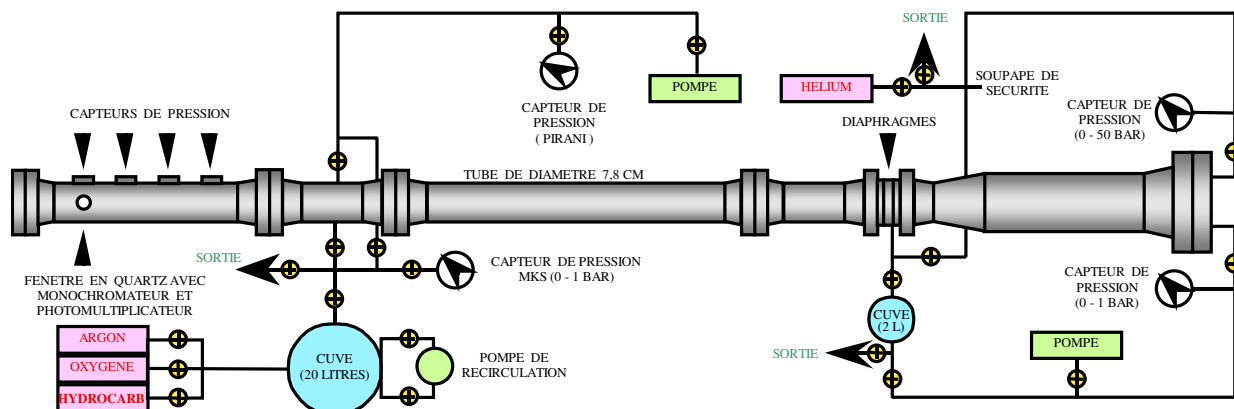 SORTIE
CAPTEURS DE PRESSION
CAPTEUR DE
PRESSION
( PIRANI )
POMPE
HELIUM
SOUPAPE DE
SECURITE
DIAPHRAGMES
CAPTEUR DE
PRESSION
(0 - 50 BAR)
TUBE DE DIAMETRE 7,8 CM
SORTIE
CAPTEUR DE PRESSION
MKS (0 - 1 BAR)
FENETRE EN QUARTZ AVEC
MONOCHROMATEUR ET
PHOTOMULTIPLICATEUR
CAPTEUR DE
PRESSION
(0 - 1 BAR)
ARGON
OXYGENE
HYDROCARB
CUVE
(20 LITRES)
POMPE DE
RECIRCULATION
CUVE
(2 L)
SORTIE
POMPE